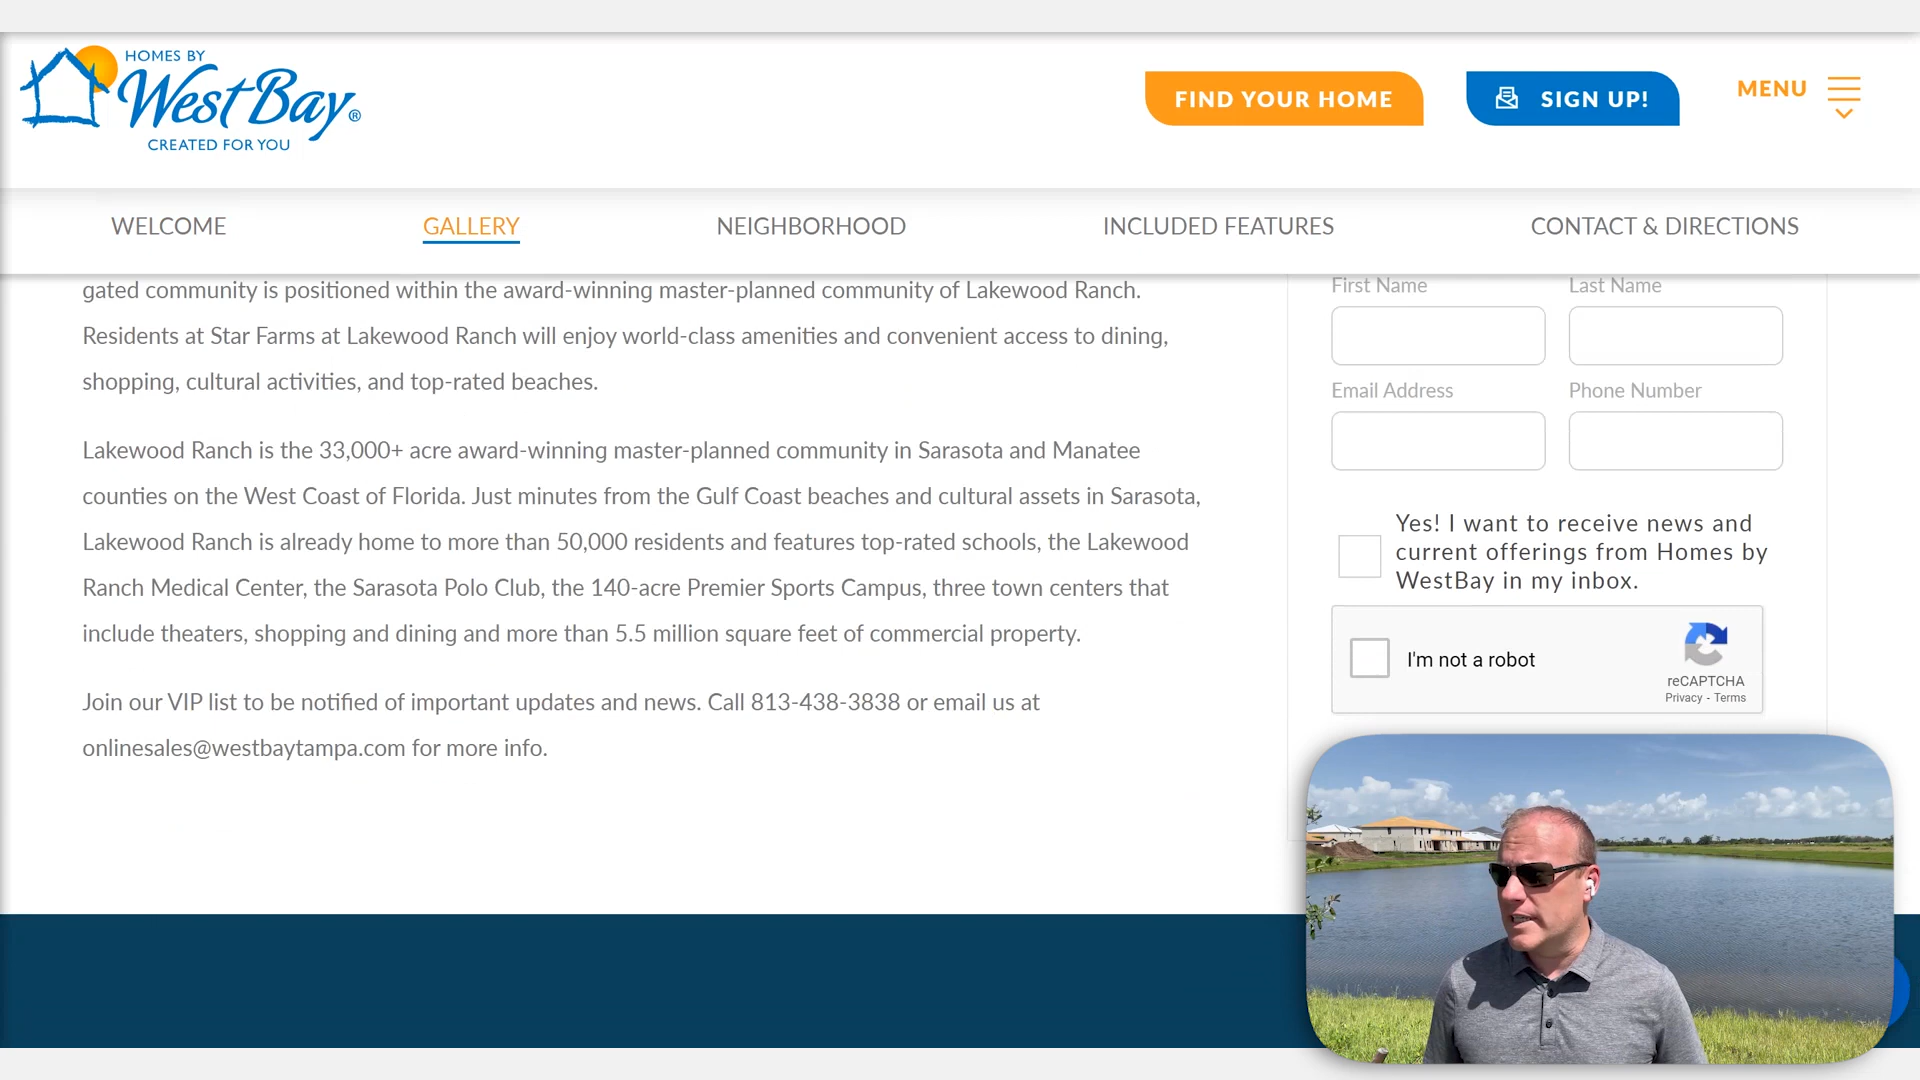 HOMES BY
WestBay®
CREATED FOR YOU
FIND YOUR HOME
SIGN UP!
MENU
WELCOME
GALLERY
NEIGHBORHOOD
INCLUDED FEATURES
CONTACT & DIRECTIONS
gated community is positioned within the award-winning master-planned community of Lakewood Ranch.
Residents at Star Farms at Lakewood Ranch will enjoy world-class amenities and convenient access to dining,
shopping, cultural activities, and top-rated beaches.
Lakewood Ranch is the 33,000+ acre award-winning master-planned community in Sarasota and Manatee
counties on the West Coast of Florida. Just minutes from the Gulf Coast beaches and cultural assets in Sarasota,
Lakewood Ranch is already home to more than 50,000 residents and features top-rated schools, the Lakewood
Ranch Medical Center, the Sarasota Polo Club, the 140-acre Premier Sports Campus, three town centers that
include theaters, shopping and dining and more than 5.5 million square feet of commercial property.
Join our VIP list to be notified of important updates and news. Call 813-438-3838 or email us at
onlinesales@westbaytampa.com for more info.
First Name
Last Name
Email Address
Phone Number
Yes! I want to receive news and
current offerings from Homes by
WestBay in my inbox.
I'm not a robot
reCAPTCHA
Privacy - Terms